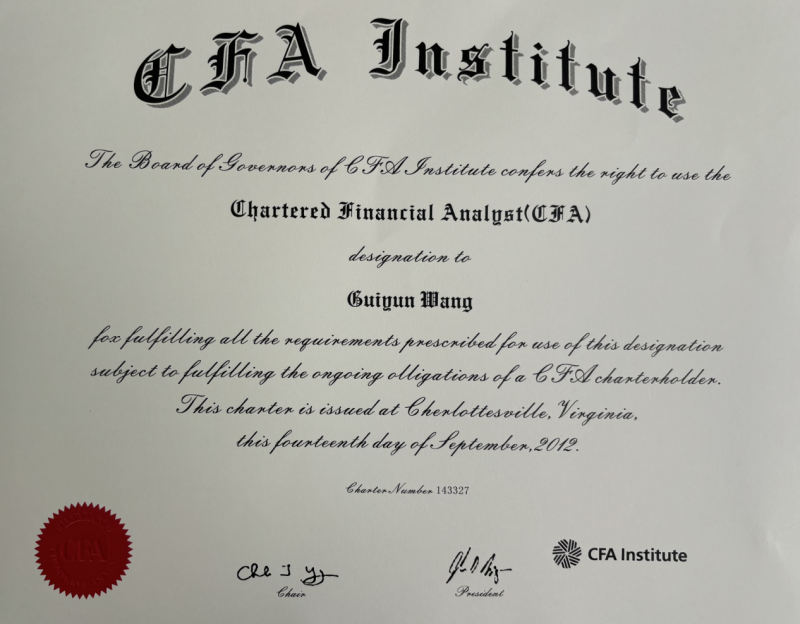 CFA Institute
The Board of Governors of CFA Institute confers the right to use the
Chartered Financial Analyst(CFA)
designation to
Guiyun Wang
fox fulfilling all the requirements prescribed for use of this designation
subject to fulfilling the ongoing olligations of a CFA charterholder.
This charter is issued at Cherlottesville, Virginia,
this fourteenth day of September,2012.
Charter Number 143327
CFA
CFA Institute
Chair
President